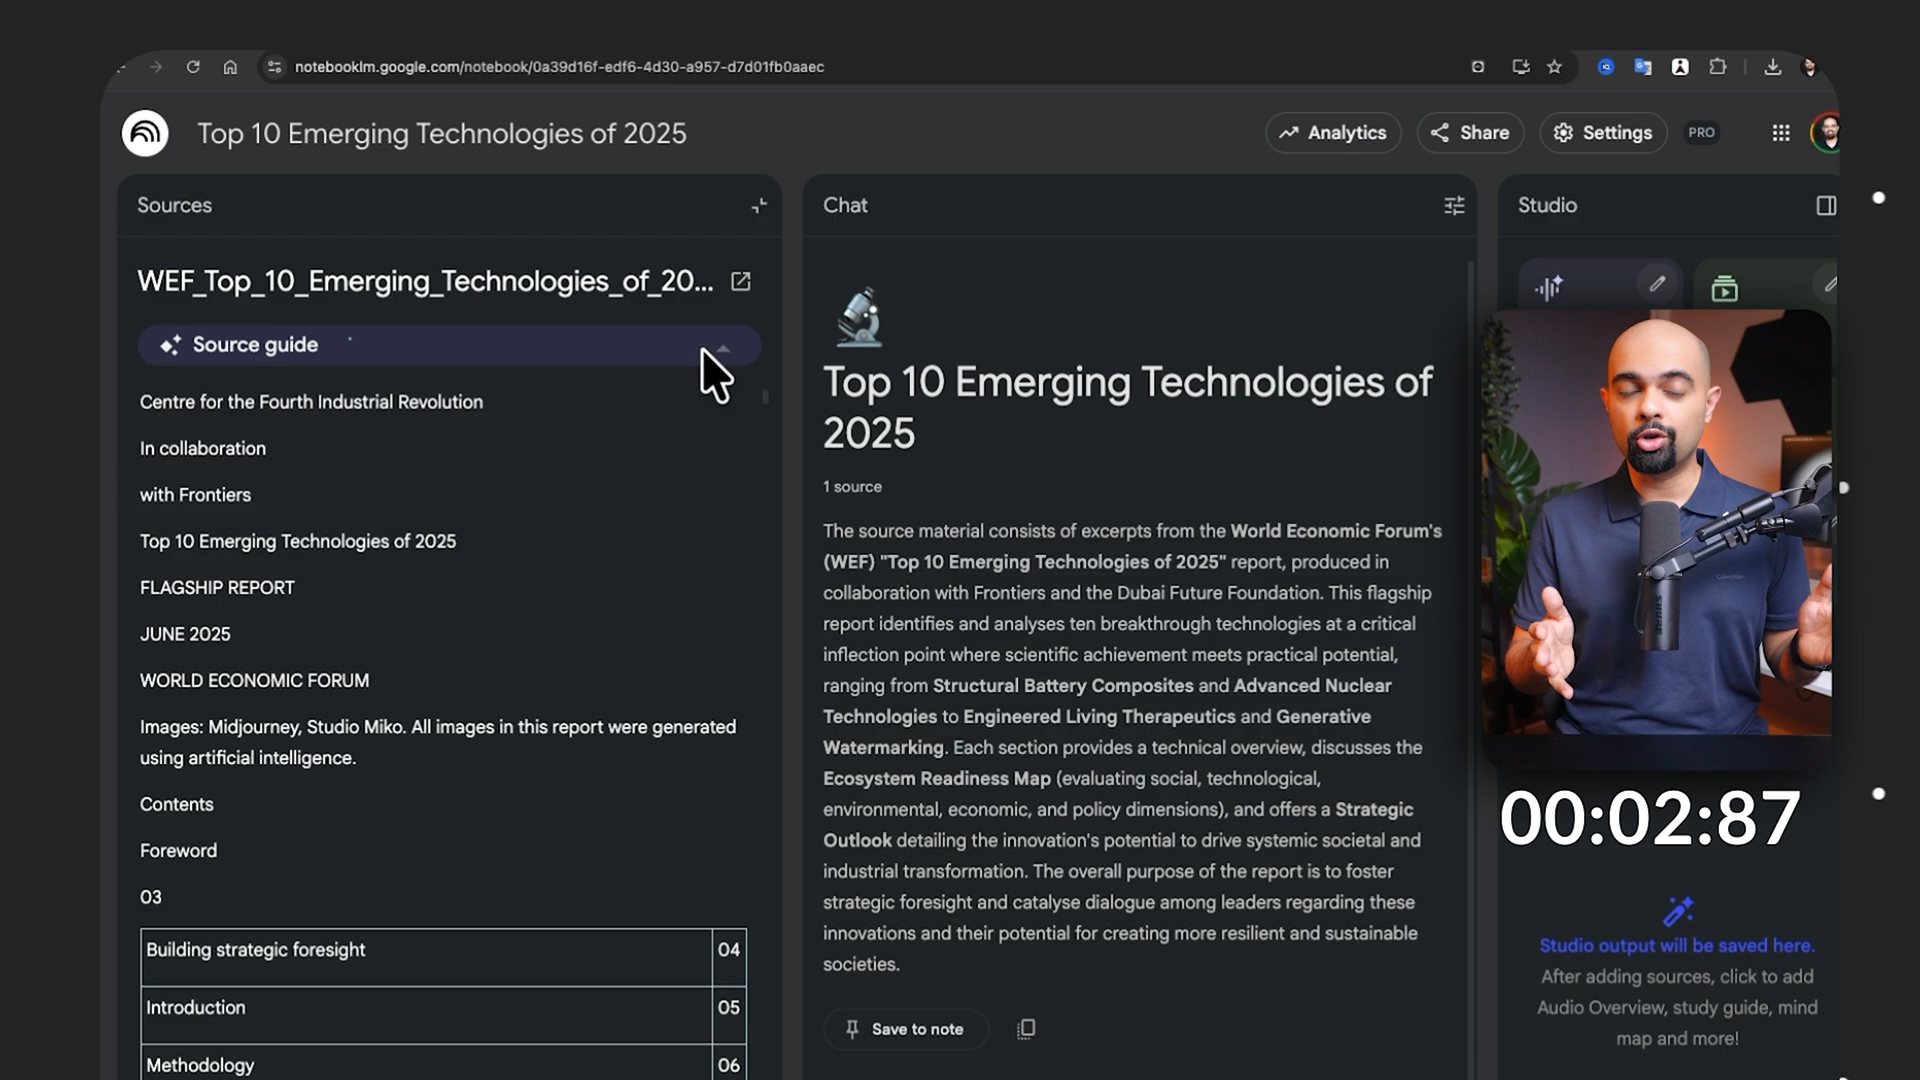 notebooklm.google.com/notebook/0a39d16f-edf6-4d30-a957-d7d01fb0aaec
Top 10 Emerging Technologies of 2025
Analytics
Share
Settings
PRO
Sources
WEF_Top_10_Emerging_Technologies_of_20...
Source guide
Centre for the Fourth Industrial Revolution
In collaboration
with Frontiers
Top 10 Emerging Technologies of 2025
FLAGSHIP REPORT
JUNE 2025
WORLD ECONOMIC FORUM
Images: Midjourney, Studio Miko. All images in this report were generated
using artificial intelligence.
Contents
Foreword
03
Building strategic foresight 04
Introduction 05
Methodology 06
Chat
Top 10 Emerging Technologies of
2025
1 source
The source material consists of excerpts from the World Economic Forum's
(WEF) "Top 10 Emerging Technologies of 2025" report, produced in
collaboration with Frontiers and the Dubai Future Foundation. This flagship
report identifies and analyses ten breakthrough technologies at a critical
inflection point where scientific achievement meets practical potential,
ranging from Structural Battery Composites and Advanced Nuclear
Technologies to Engineered Living Therapeutics and Generative
Watermarking. Each section provides a technical overview, discusses the
Ecosystem Readiness Map (evaluating social, technological,
environmental, economic, and policy dimensions), and offers a Strategic
Outlook detailing the innovation's potential to drive systemic societal and
industrial transformation. The overall purpose of the report is to foster
strategic foresight and catalyse dialogue among leaders regarding these
innovations and their potential for creating more resilient and sustainable
societies.
Save to note
Studio
SHURE
00:02:87
Studio output will be saved here.
After adding sources, click to add
Audio Overview, study guide, mind
map and more!